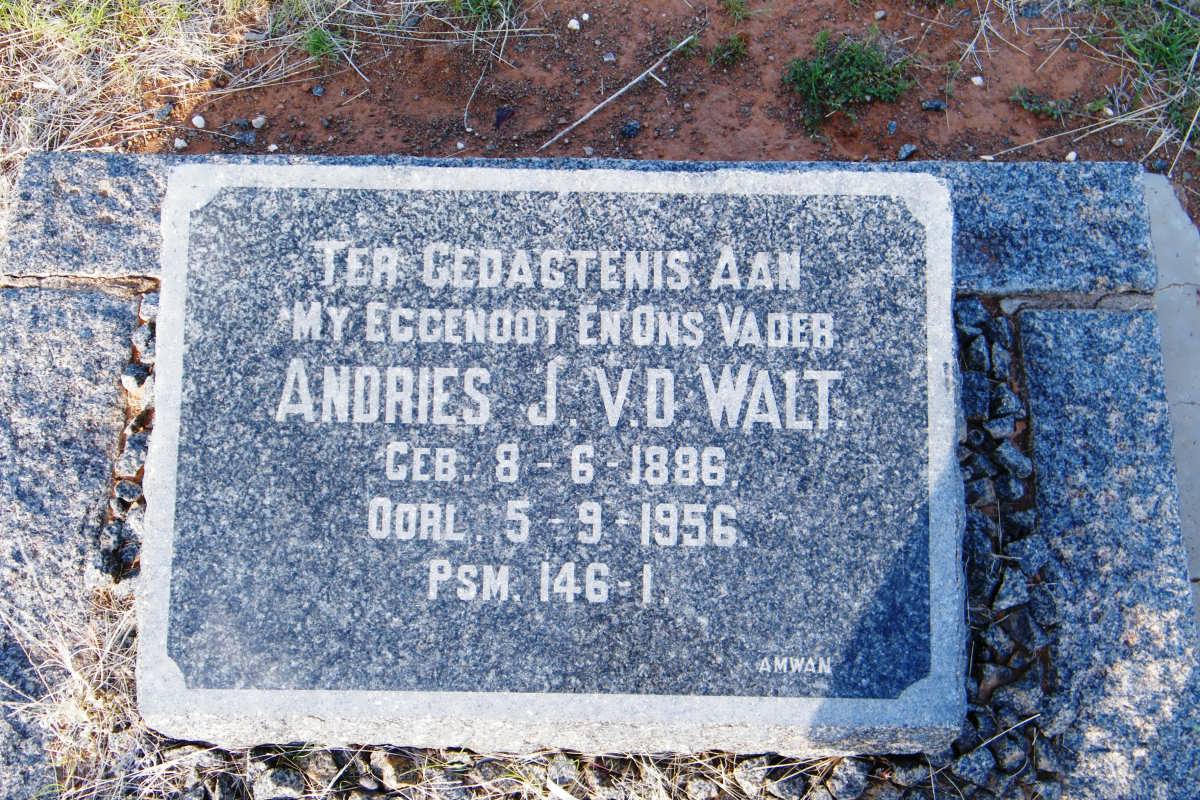 TER GEDAGTENIS AAN
MY EGGENOOT EN ONS VADER
ANDRIES J. V.D. WALT.
GEB. 8-6-1886.
OORL. 5-9-1956.
PSM. 146-1.
AMWAN